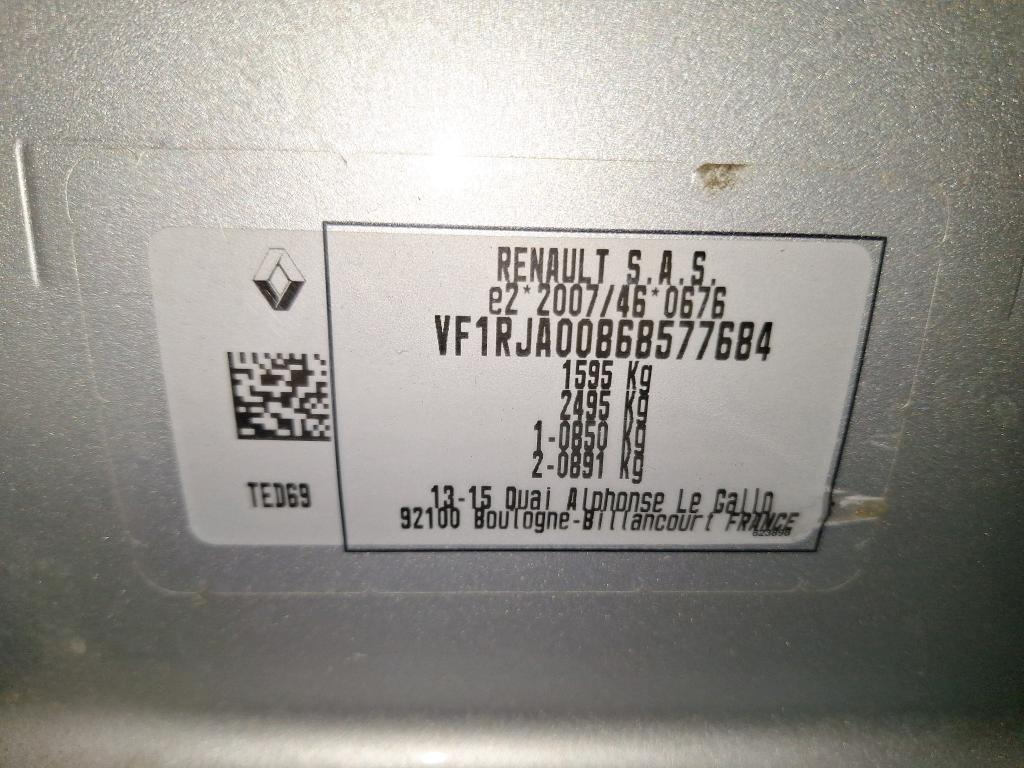 RENAULT S.A.S.
e2*2007/46*0676
VF1RJA00868577684
1595 Kg
2495 Kg
1-0850 Kg
2-0891 Kg
TED69
13-15 Quai Alphonse Le Gallo
92100 Boulogne-Billancourt FRANCE